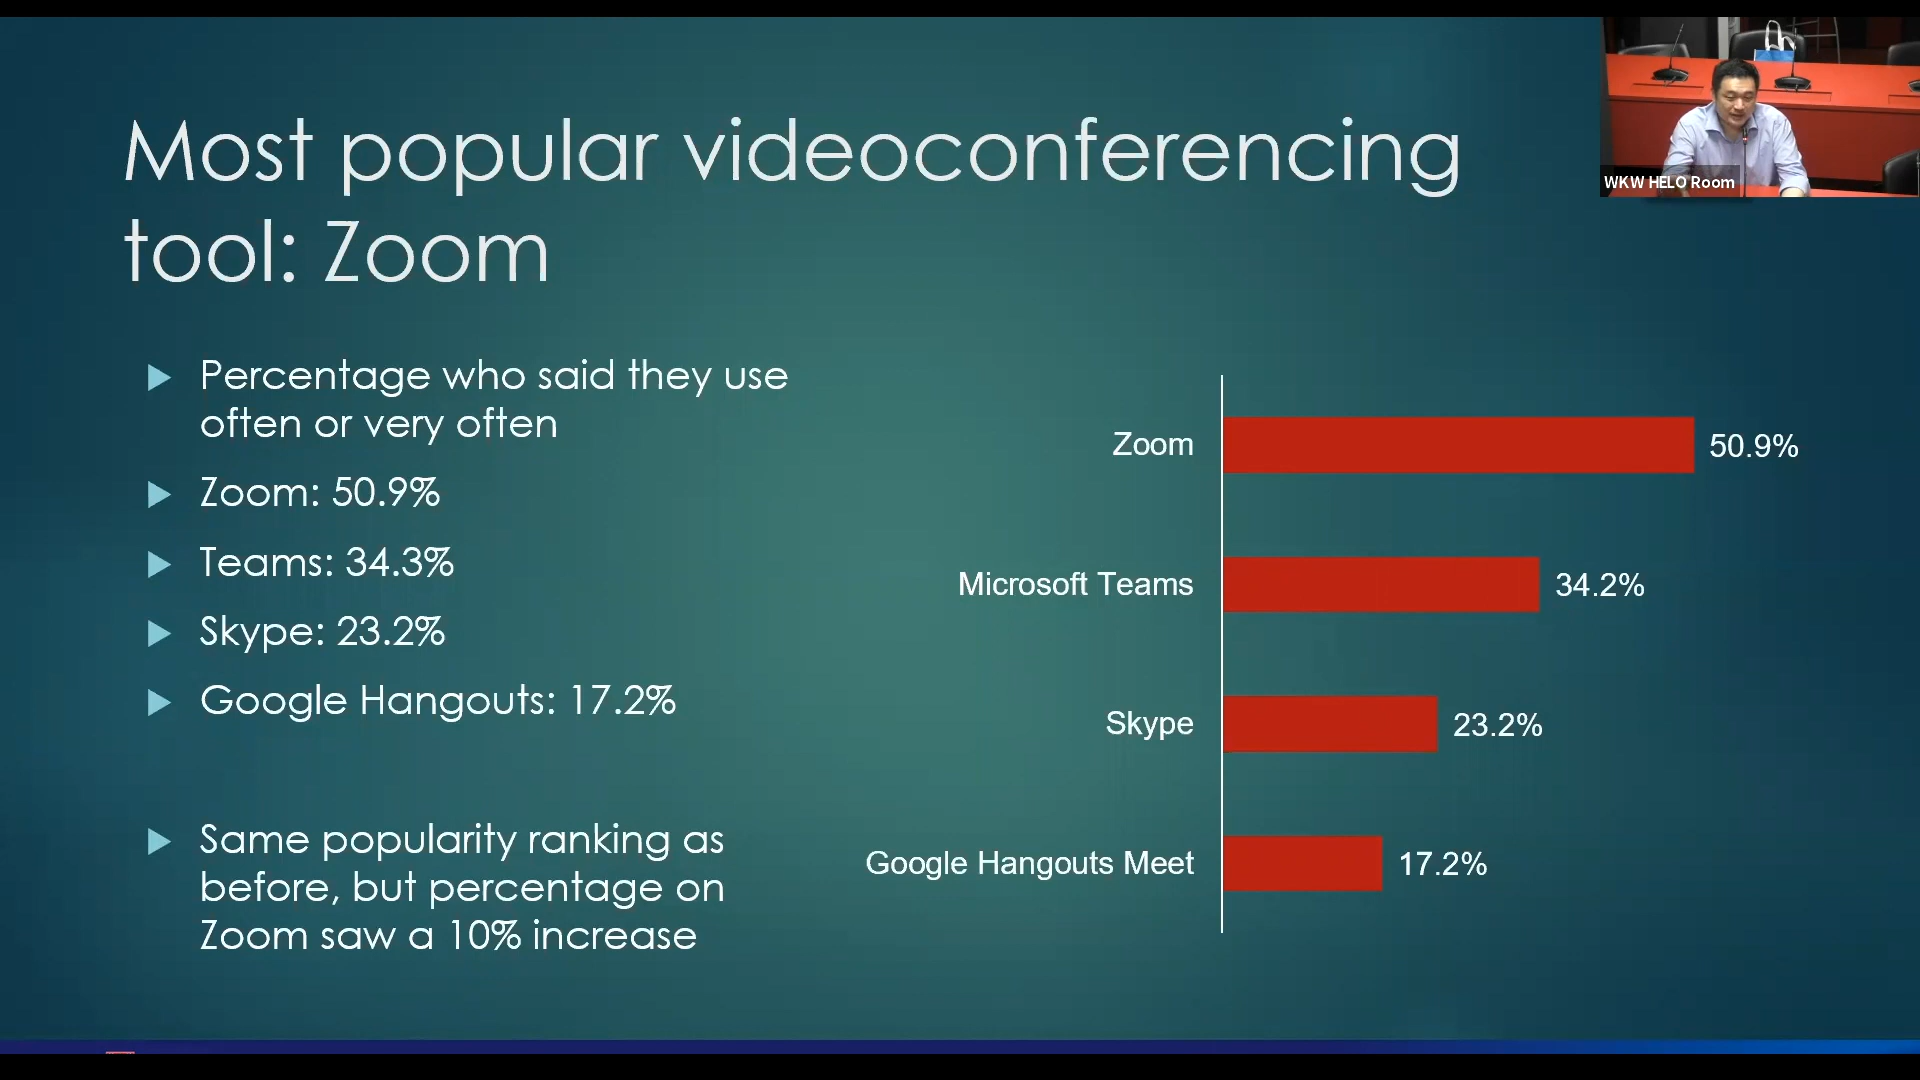 Most popular videoconferencing
tool: Zoom
WKW HELO Room
Percentage who said they use
often or very often
Zoom: 50.9%
Teams: 34.3%
Skype: 23.2%
Google Hangouts: 17.2%
Same popularity ranking as
before, but percentage on
Zoom saw a 10% increase
Zoom 50.9%
Microsoft Teams 34.2%
Skype 23.2%
Google Hangouts Meet 17.2%